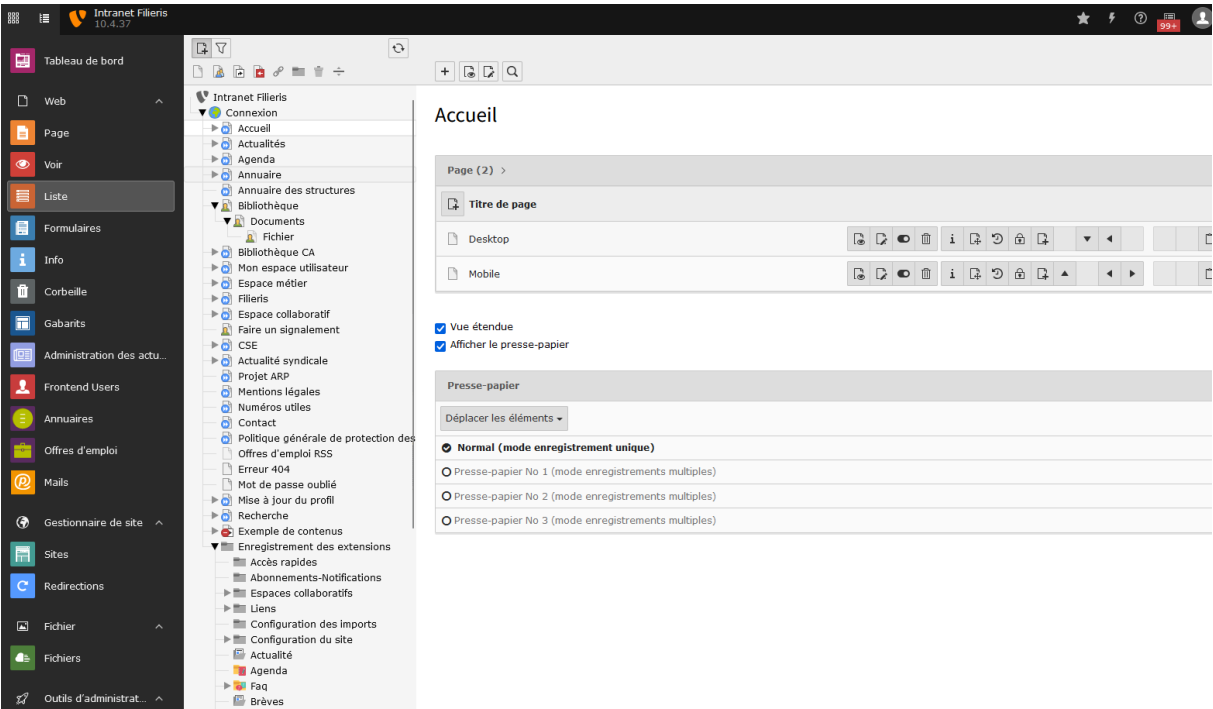 Intranet Filieris
10.4.37
99+
Tableau de bord
Web
Page
Voir
Liste
Formulaires
Info
Corbeille
Gabarits
Administration des actu...
Frontend Users
Annuaires
Offres d'emploi
Mails
Gestionnaire de site
Sites
Redirections
Fichier
Fichiers
Outils d'administrat...
Intranet Filieris
Connexion
Accueil
Actualités
Agenda
Annuaire
Annuaire des structures
Bibliothèque
Documents
Fichier
Bibliothèque CA
Mon espace utilisateur
Espace métier
Filieris
Espace collaboratif
Faire un signalement
CSE
Actualité syndicale
Projet ARP
Mentions légales
Numéros utiles
Contact
Politique générale de protection des
Offres d'emploi RSS
Erreur 404
Mot de passe oublié
Mise à jour du profil
Recherche
Exemple de contenus
Enregistrement des extensions
Accès rapides
Abonnements-Notifications
Espaces collaboratifs
Liens
Configuration des imports
Configuration du site
Actualité
Agenda
Faq
Brèves
Accueil
Page (2)
Titre de page
Desktop
Mobile
Vue étendue
Afficher le presse-papier
Presse-papier
Déplacer les éléments
Normal (mode enregistrement unique)
Presse-papier No 1 (mode enregistrements multiples)
Presse-papier No 2 (mode enregistrements multiples)
Presse-papier No 3 (mode enregistrements multiples)